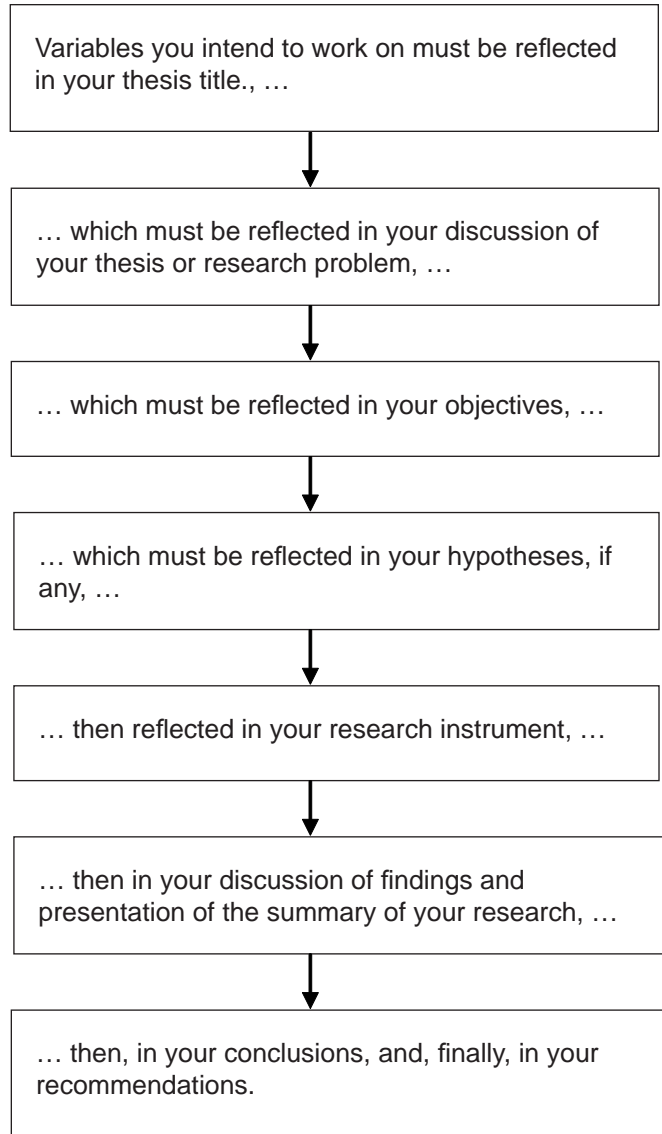 Variables you intend to work on must be reflected
in your thesis title., …
… which must be reflected in your discussion of
your thesis or research problem, …
… which must be reflected in your objectives, …
… which must be reflected in your hypotheses, if
any, …
… then reflected in your research instrument, …
… then in your discussion of findings and
presentation of the summary of your research, …
… then, in your conclusions, and, finally, in your
recommendations.